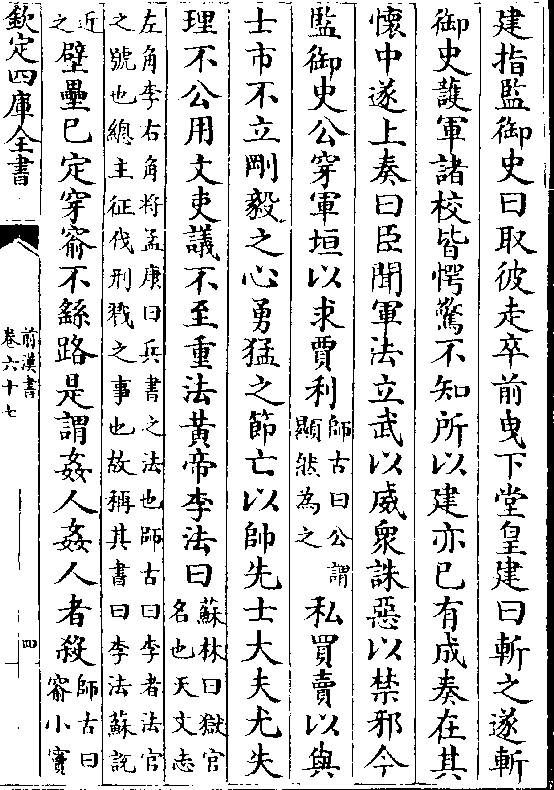 建指監御史曰取彼走卒前曳下堂皇建曰斬之遂斬
御史護軍諸校皆愕驚不知所以建亦已有成奏在其
懷中遂上奏曰臣聞軍法立武以威衆誅惡以禁邪今
監御史公穿軍垣以求賈利師古曰公謂顯然為之私買賣以與
士市不立剛毅之心勇猛之節亡以帥先士大夫尤失
理不公用文吏議不至重法黃帝李法曰蘇林曰獄官名也天文志
左角李右角将孟康曰兵書之法也師古曰李者法官
之號也總主征伐刑戮之事也故稱其書曰李法蘇説
近之壁壘已定穿窬不繇路是謂姦人姦人者殺師古曰窬小竇
欽定四庫全書
前漢書
卷六十七
四